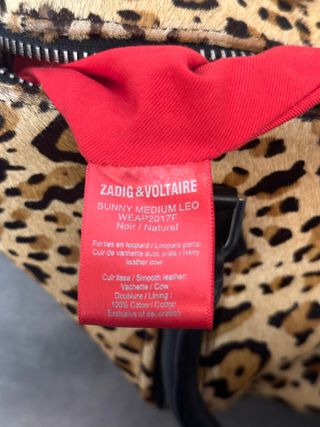 ZADIG&VOLTAIRE
SUNNY MEDIUM LEO
WEAP2017F
Noir / Naturel
Parties en léopard / Leopard parts:
Cuir de vachette avec poils / Hairy
leather cow
Cuir lisse / Smooth leather:
Vachette / Cow
Doublure / Lining :
100% Coton / Cotton
Exclusive of decoration